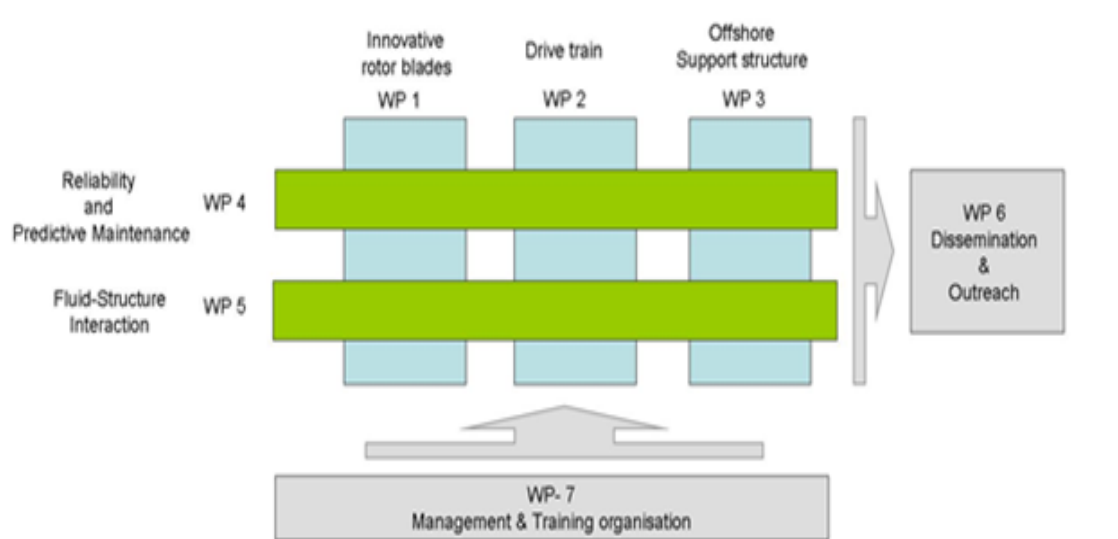 Innovative
rotor blades
WP 1
Drive train
WP 2
Offshore
Support structure
WP 3
Reliability
and
Predictive Maintenance
WP 4
Fluid-Structure
Interaction
WP 5
WP 6
Dissemination
&
Outreach
WP- 7
Management & Training organisation